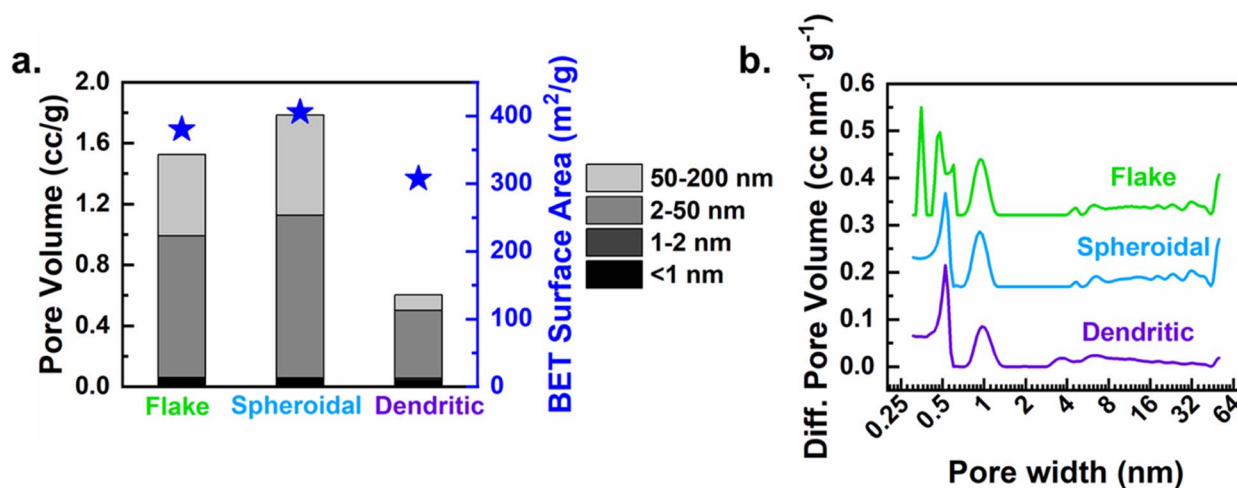 a.
Pore Volume (cc/g)
2.0
1.6
1.2
0.8
0.4
0.0
Flake Spheroidal Dendritic
400
300
200
100
0
BET Surface Area (m²/g)
50-200 nm
2-50 nm
1-2 nm
<1 nm
b.
Diff. Pore Volume (cc nm⁻¹ g⁻¹)
0.6
0.5
0.4
0.3
0.2
0.1
0.0
Flake
Spheroidal
Dendritic
0.25 0.5 1 2 4 8 16 32 64
Pore width (nm)